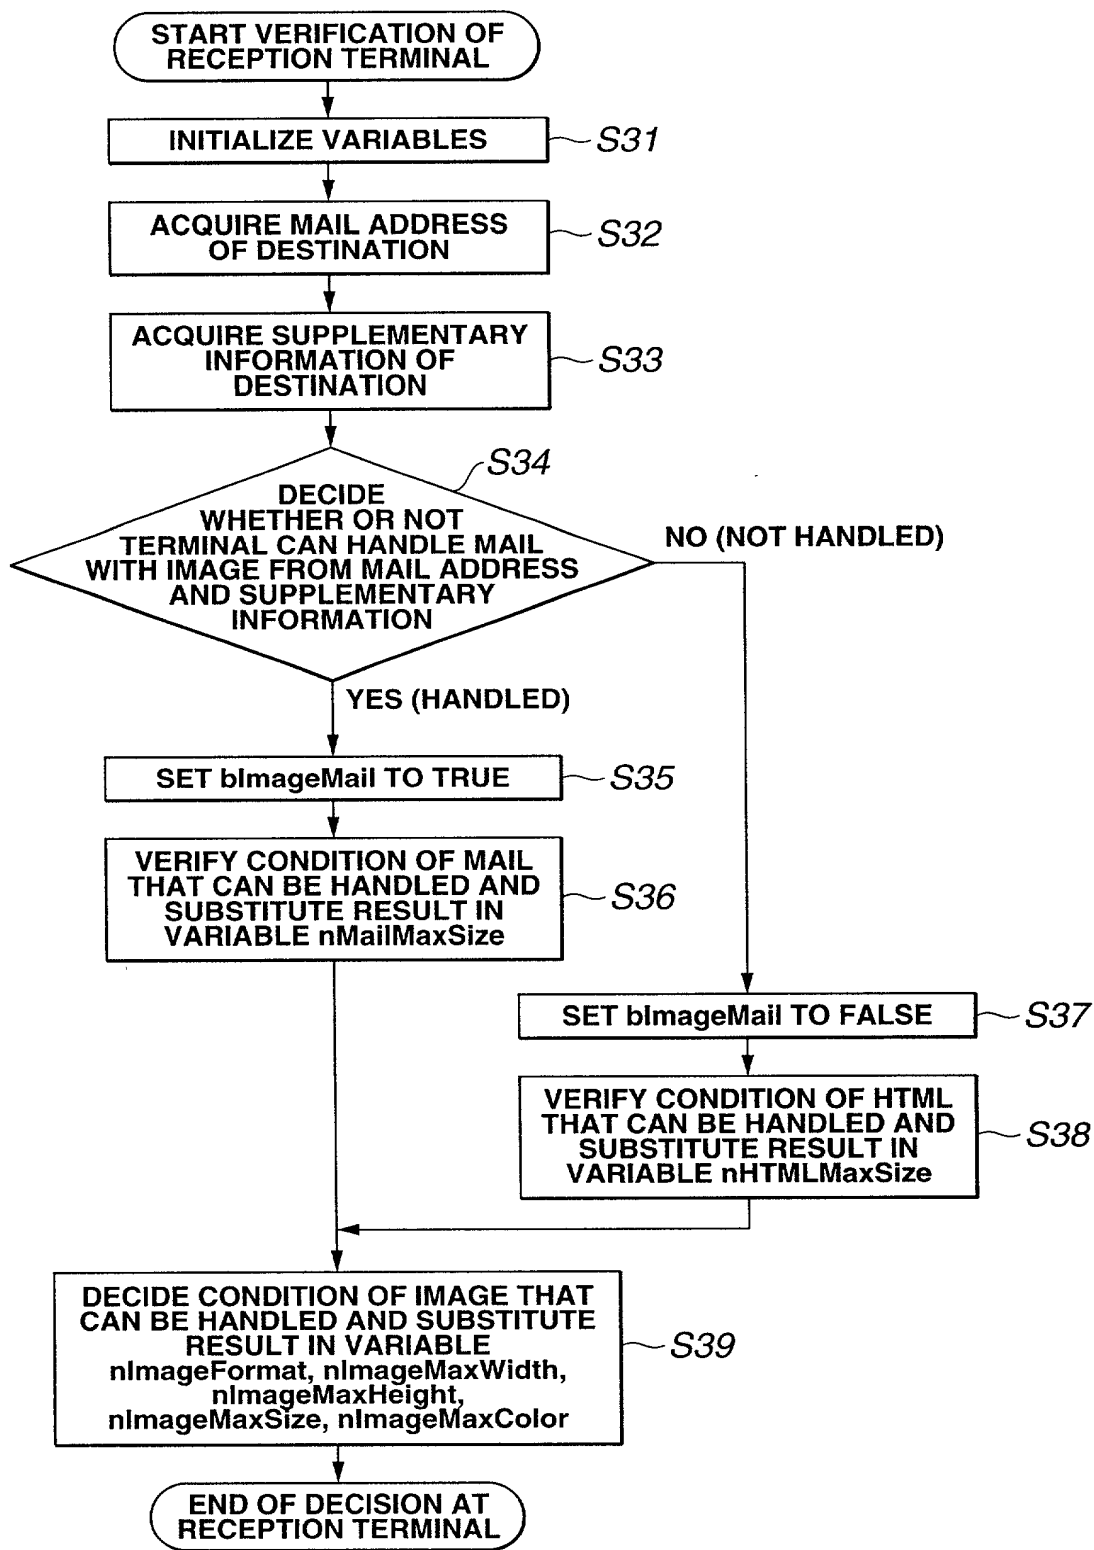 START VERIFICATION OF
RECEPTION TERMINAL
INITIALIZE VARIABLES
S31
ACQUIRE MAIL ADDRESS
OF DESTINATION
S32
ACQUIRE SUPPLEMENTARY
INFORMATION OF
DESTINATION
S33
S34
DECIDE
WHETHER OR NOT
TERMINAL CAN HANDLE MAIL
WITH IMAGE FROM MAIL ADDRESS
AND SUPPLEMENTARY
INFORMATION
NO (NOT HANDLED)
YES (HANDLED)
SET bImageMail TO TRUE
S35
VERIFY CONDITION OF MAIL
THAT CAN BE HANDLED AND
SUBSTITUTE RESULT IN
VARIABLE nMailMaxSize
S36
SET bImageMail TO FALSE
S37
VERIFY CONDITION OF HTML
THAT CAN BE HANDLED AND
SUBSTITUTE RESULT IN
VARIABLE nHTMLMaxSize
S38
DECIDE CONDITION OF IMAGE THAT
CAN BE HANDLED AND SUBSTITUTE
RESULT IN VARIABLE
nImageFormat, nImageMaxWidth,
nImageMaxHeight,
nImageMaxSize, nImageMaxColor
S39
END OF DECISION AT
RECEPTION TERMINAL